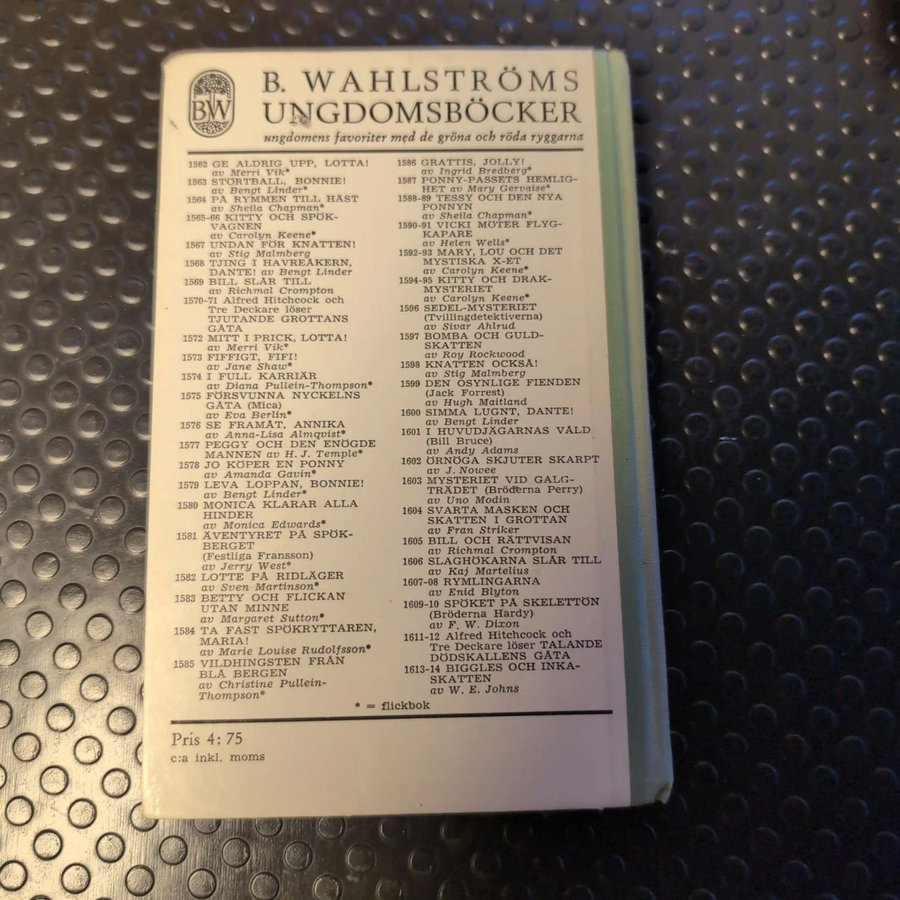 BW
B. WAHLSTRÖMS
UNGDOMSBÖCKER
ungdomens favoriter med de gröna och röda ryggarna
1562 GE ALDRIG UPP, LOTTA!
av Merri Vik*
1563 STORTBALL, BONNIE!
av Bengt Linder*
1564 PÅ RYMMEN TILL HÄST
av Sheila Chapman*
1565-66 KITTY OCH SPÖK-
VAGNEN
av Carolyn Keene*
1567 UNDAN FÖR KNATTEN!
av Stig Malmberg
1568 TJING I HAVREÅKERN,
DANTE! av Bengt Linder
1569 BILL SLÅR TILL
av Richmal Crompton
1570-71 Alfred Hitchcock och
Tre Deckare löser
TJUTANDE GROTTANS
GÅTA
1572 MITT I PRICK, LOTTA!
av Merri Vik*
1573 FIFFIGT, FIFI!
av Jane Shaw*
1574 I FULL KARRIÄR
av Diana Pullein-Thompson*
1575 FÖRSVUNNA NYCKELNS
GÅTA (Mica)
av Eva Berlin*
1576 SE FRAMÅT, ANNIKA
av Anna-Lisa Almqvist*
1577 PEGGY OCH DEN ENÖGDE
MANNEN av H. J. Temple*
1578 JO KÖPER EN PONNY
av Amanda Gavin*
1579 LEVA LOPPAN, BONNIE!
av Bengt Linder*
1580 MONICA KLARAR ALLA
HINDER
av Monica Edwards*
1581 ÄVENTYRET PÅ SPÖK-
BERGET
(Festliga Fransson)
av Jerry West*
1582 LOTTE PÅ RIDLÄGER
av Sven Martinson*
1583 BETTY OCH FLICKAN
UTAN MINNE
av Margaret Sutton*
1584 TA FAST SPÖKRYTTAREN,
MARIA!
av Marie Louise Rudolfsson*
1585 VILDHINGSTEN FRÅN
BLÅ BERGEN
av Christine Pullein-
Thompson*
1586 GRATTIS, JOLLY!
av Ingrid Bredberg*
1587 PONNY-PASSETS HEMLIG-
HET av Mary Gervaise*
1588-89 TESSY OCH DEN NYA
PONNYN
av Sheila Chapman*
1590-91 VICKI MÖTER FLYG-
KAPARE
av Helen Wells*
1592-93 MARY, LOU OCH DET
MYSTISKA X-ET
av Carolyn Keene*
1594-95 KITTY OCH DRAK-
MYSTERIET
av Carolyn Keene*
1596 SEDEL-MYSTERIET
(Tvillingdetektiverna)
av Sivar Ahlrud
1597 BOMBA OCH GULD-
SKATTEN
av Roy Rockwood
1598 KNATTEN OCKSÅ!
av Stig Malmberg
1599 DEN OSYNLIGE FIENDEN
(Jack Forrest)
av Hugh Maitland
1600 SIMMA LUGNT, DANTE!
av Bengt Linder
1601 I HUVUDJÄGARNAS VÅLD
(Bill Bruce)
av Andy Adams
1602 ÖRNÖGA SKJUTER SKARPT
av J. Nowee
1603 MYSTERIET VID GALG-
TRÄDET (Bröderna Perry)
av Uno Modin
1604 SVARTA MASKEN OCH
SKATTEN I GROTTAN
av Fran Striker
1605 BILL OCH RÄTTVISAN
av Richmal Crompton
1606 SLAGHÖKARNA SLÅR TILL
av Kaj Martelius
1607-08 RYMLINGARNA
av Enid Blyton
1609-10 SPÖKET PÅ SKELETTÖN
(Bröderna Hardy)
av F. W. Dixon
1611-12 Alfred Hitchcock och
Tre Deckare löser TALANDE
DÖDSKALLENS GÅTA
1613-14 BIGGLES OCH INKA-
SKATTEN
av W. E. Johns
* = flickbok
Pris 4:75
c:a inkl. moms